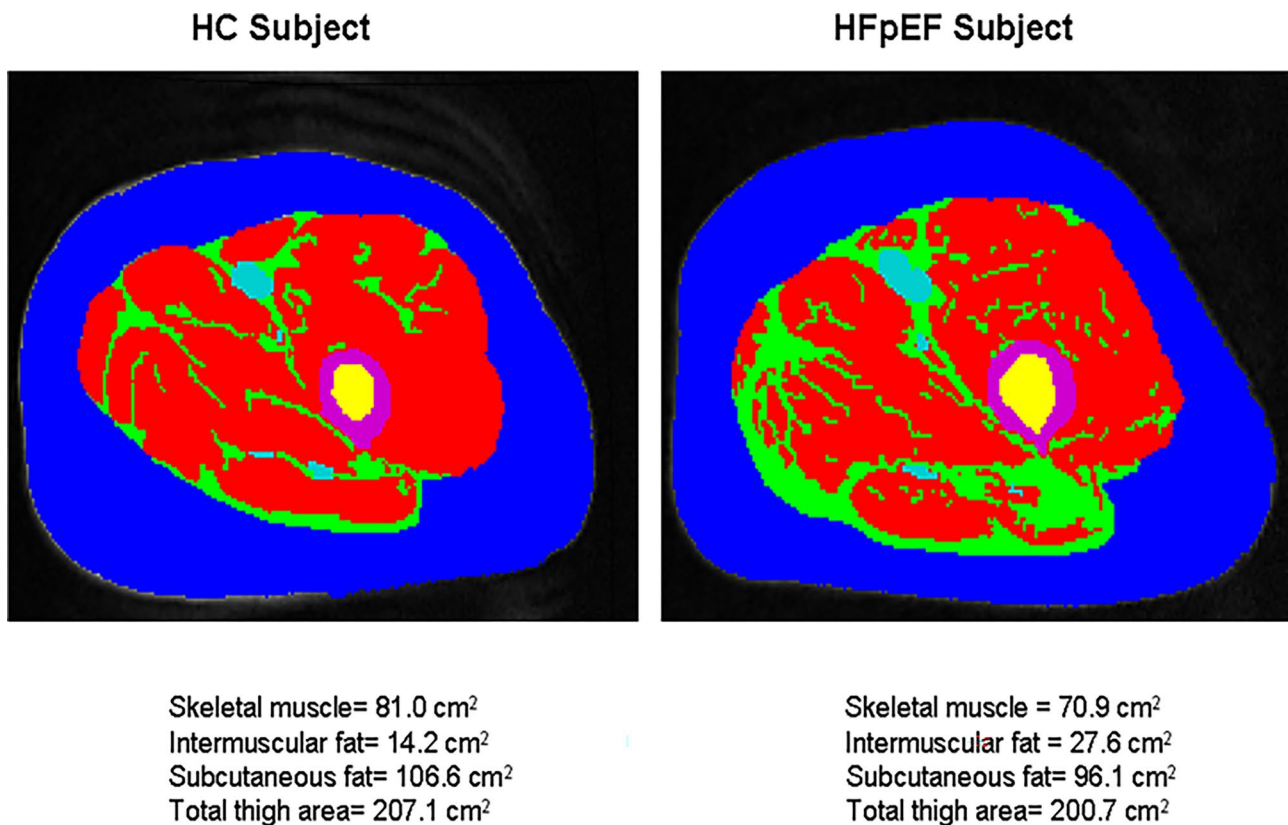 HC Subject
HFpEF Subject
Skeletal muscle= 81.0 cm²
Intermuscular fat= 14.2 cm²
Subcutaneous fat= 106.6 cm²
Total thigh area= 207.1 cm²
Skeletal muscle = 70.9 cm²
Intermuscular fat = 27.6 cm²
Subcutaneous fat= 96.1 cm²
Total thigh area= 200.7 cm²